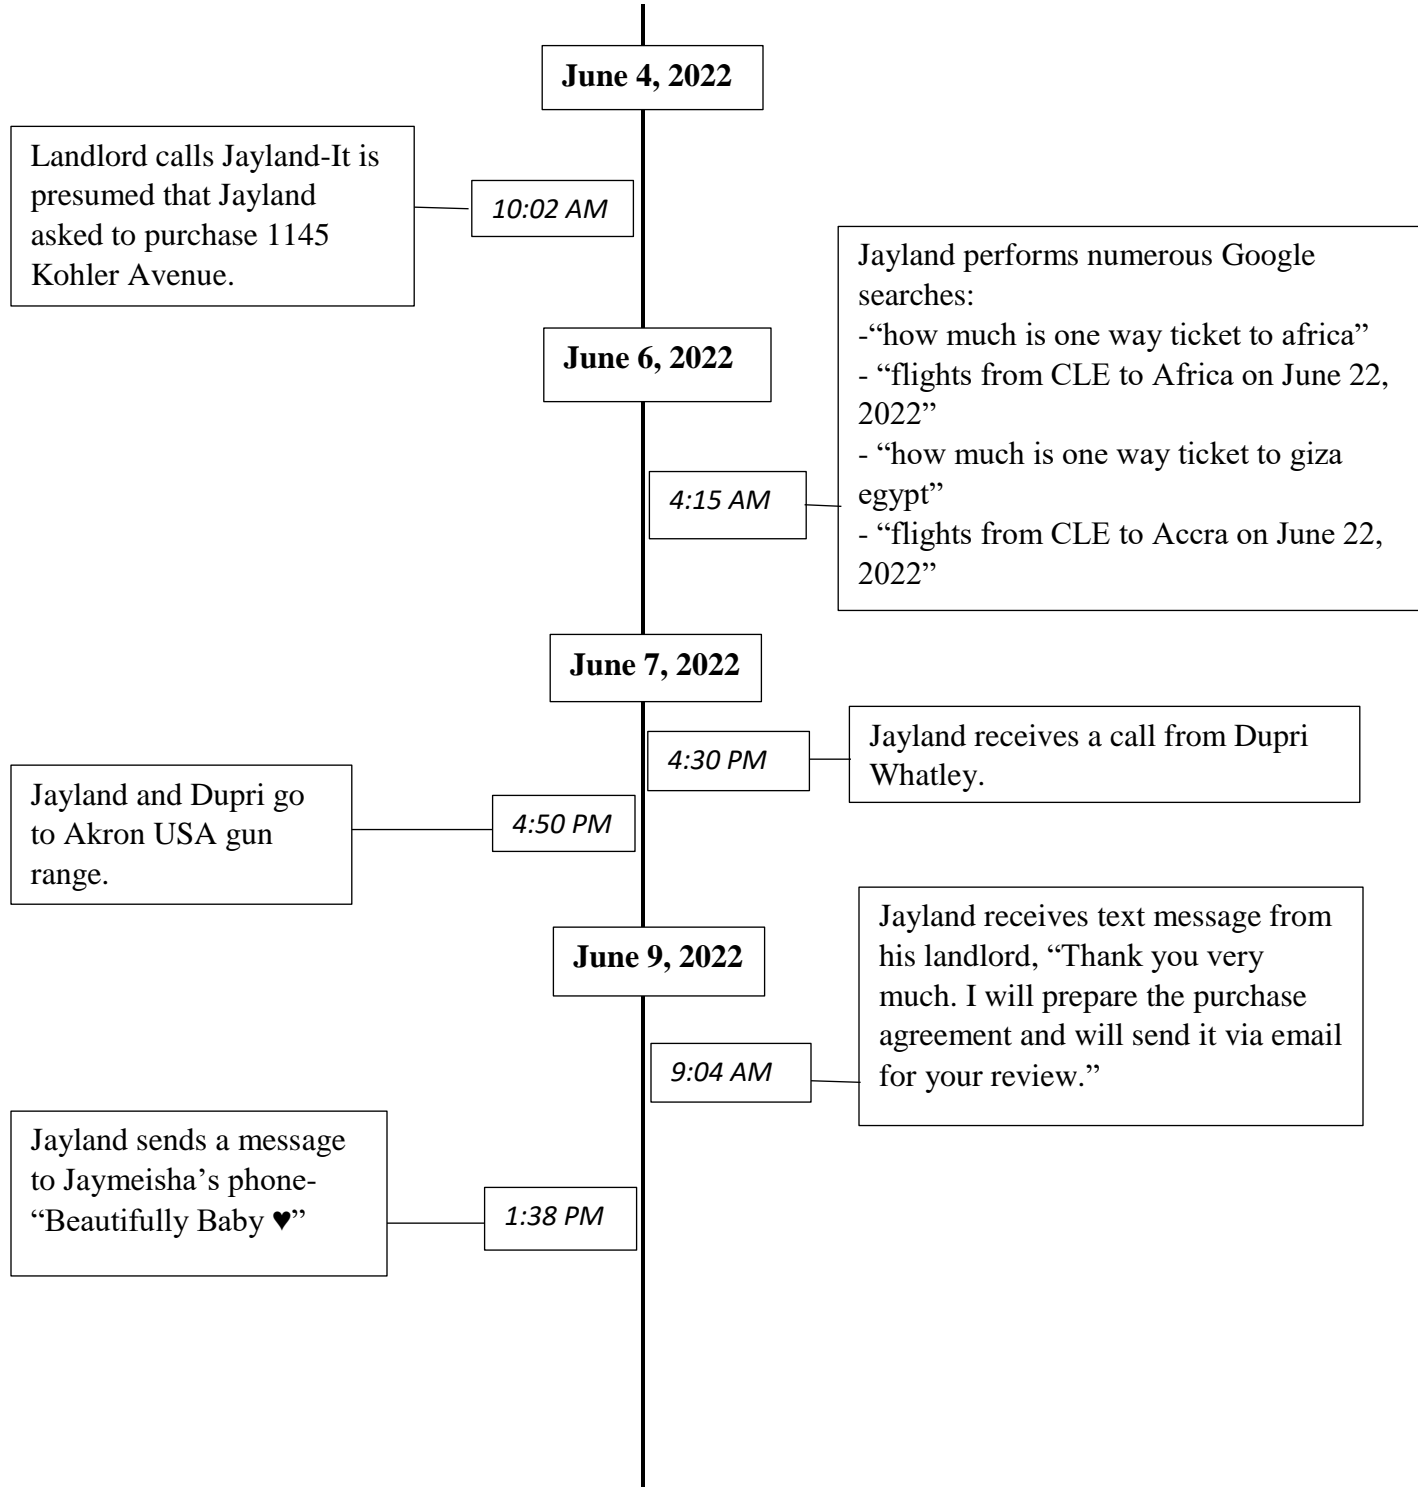 June 4, 2022
Landlord calls Jayland-It is
presumed that Jayland
asked to purchase 1145
Kohler Avenue.
10:02 AM
June 6, 2022
4:15 AM
Jayland performs numerous Google
searches:
-“how much is one way ticket to africa”
- “flights from CLE to Africa on June 22,
2022”
- “how much is one way ticket to giza
egypt”
- “flights from CLE to Accra on June 22,
2022”
June 7, 2022
4:30 PM
Jayland receives a call from Dupri
Whatley.
Jayland and Dupri go
to Akron USA gun
range.
4:50 PM
June 9, 2022
9:04 AM
Jayland receives text message from
his landlord, “Thank you very
much. I will prepare the purchase
agreement and will send it via email
for your review.”
Jayland sends a message
to Jaymeisha’s phone-
“Beautifully Baby ♥”
1:38 PM